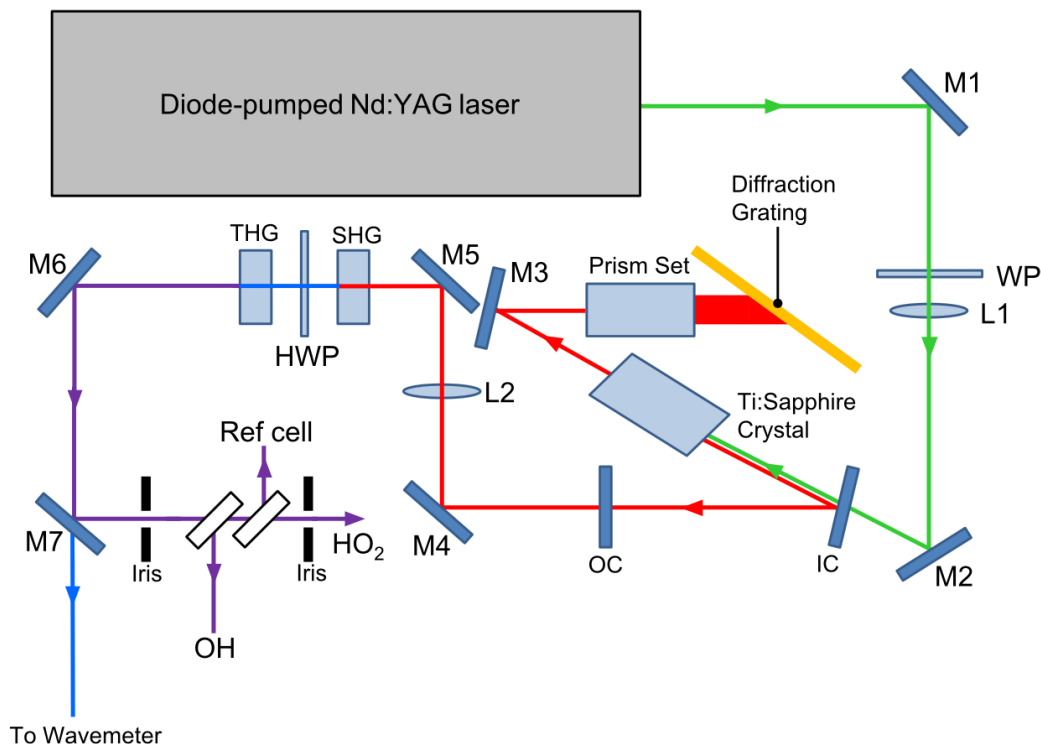 Diode-pumped Nd:YAG laser
M1
Diffraction
Grating
THG
SHG
M5
M6
M3
Prism Set
WP
L1
HWP
L2
Ti:Sapphire
Crystal
Ref cell
M7
Iris
Iris
HO₂
M4
OC
IC
M2
OH
To Wavemeter